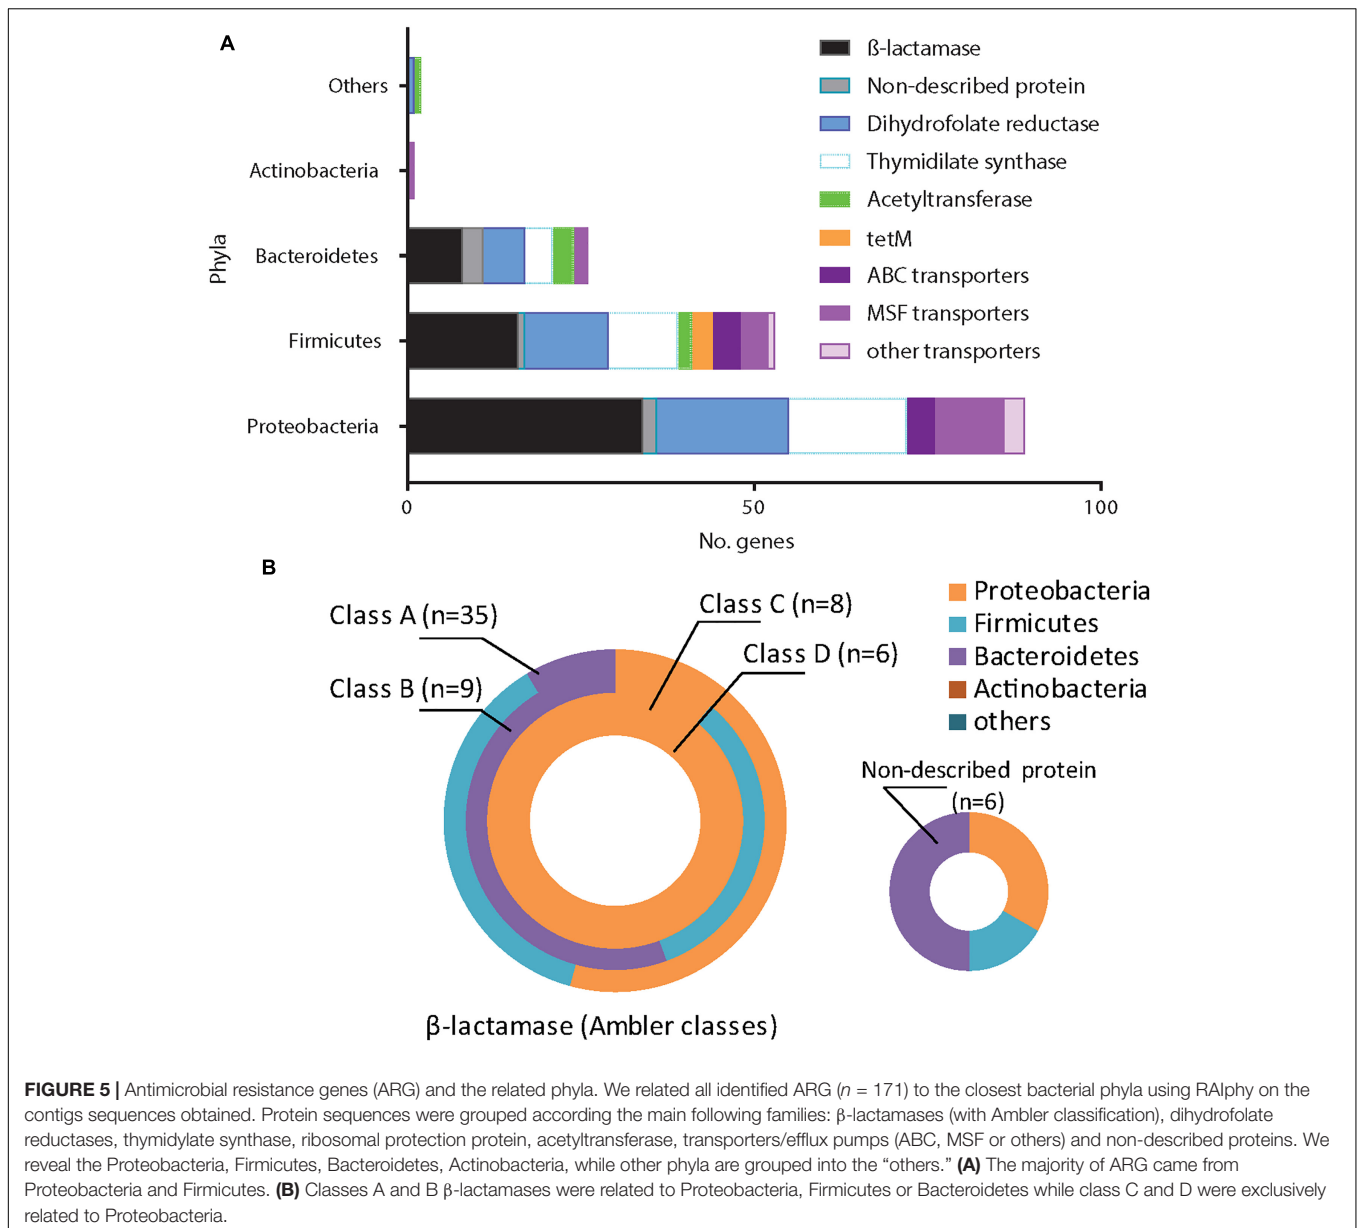 A
ß-lactamase
Non-described protein
Dihydrofolate reductase
Thymidilate synthase
Acetyltransferase
tetM
ABC transporters
MSF transporters
other transporters
Phyla
Others
Actinobacteria
Bacteroidetes
Firmicutes
Proteobacteria
0
50
100
No. genes
B
Class A (n=35)
Class B (n=9)
Class C (n=8)
Class D (n=6)
Proteobacteria
Firmicutes
Bacteroidetes
Actinobacteria
others
Non-described protein
(n=6)
β-lactamase (Ambler classes)
FIGURE 5 | Antimicrobial resistance genes (ARG) and the related phyla. We related all identified ARG (n = 171) to the closest bacterial phyla using RAIphy on the
contigs sequences obtained. Protein sequences were grouped according the main following families: β-lactamases (with Ambler classification), dihydrofolate
reductases, thymidylate synthase, ribosomal protection protein, acetyltransferase, transporters/efflux pumps (ABC, MSF or others) and non-described proteins. We
reveal the Proteobacteria, Firmicutes, Bacteroidetes, Actinobacteria, while other phyla are grouped into the “others.” (A) The majority of ARG came from
Proteobacteria and Firmicutes. (B) Classes A and B β-lactamases were related to Proteobacteria, Firmicutes or Bacteroidetes while class C and D were exclusively
related to Proteobacteria.